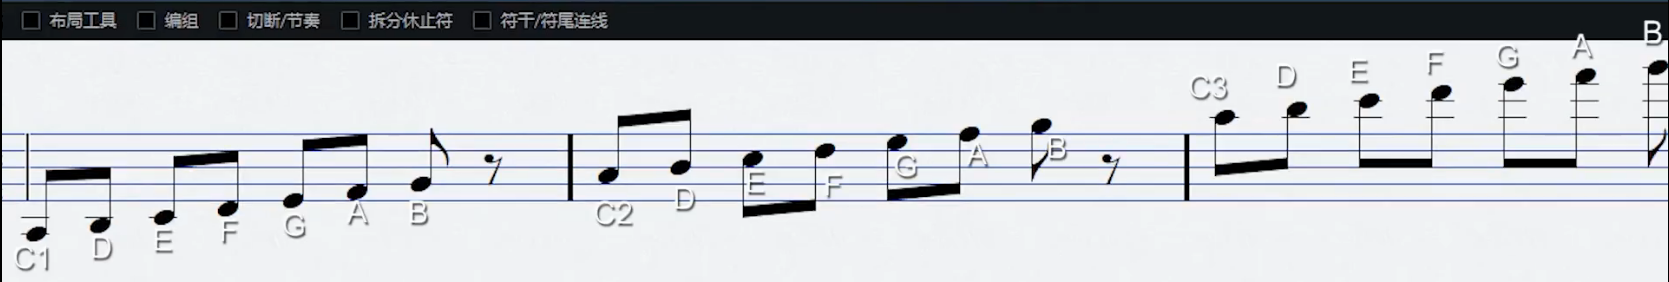 布局工具 编组 切断/节奏 拆分休止符 符干/符尾连线
C1 D E F G A B
C2 D E F G A B
C3 D E F G A B